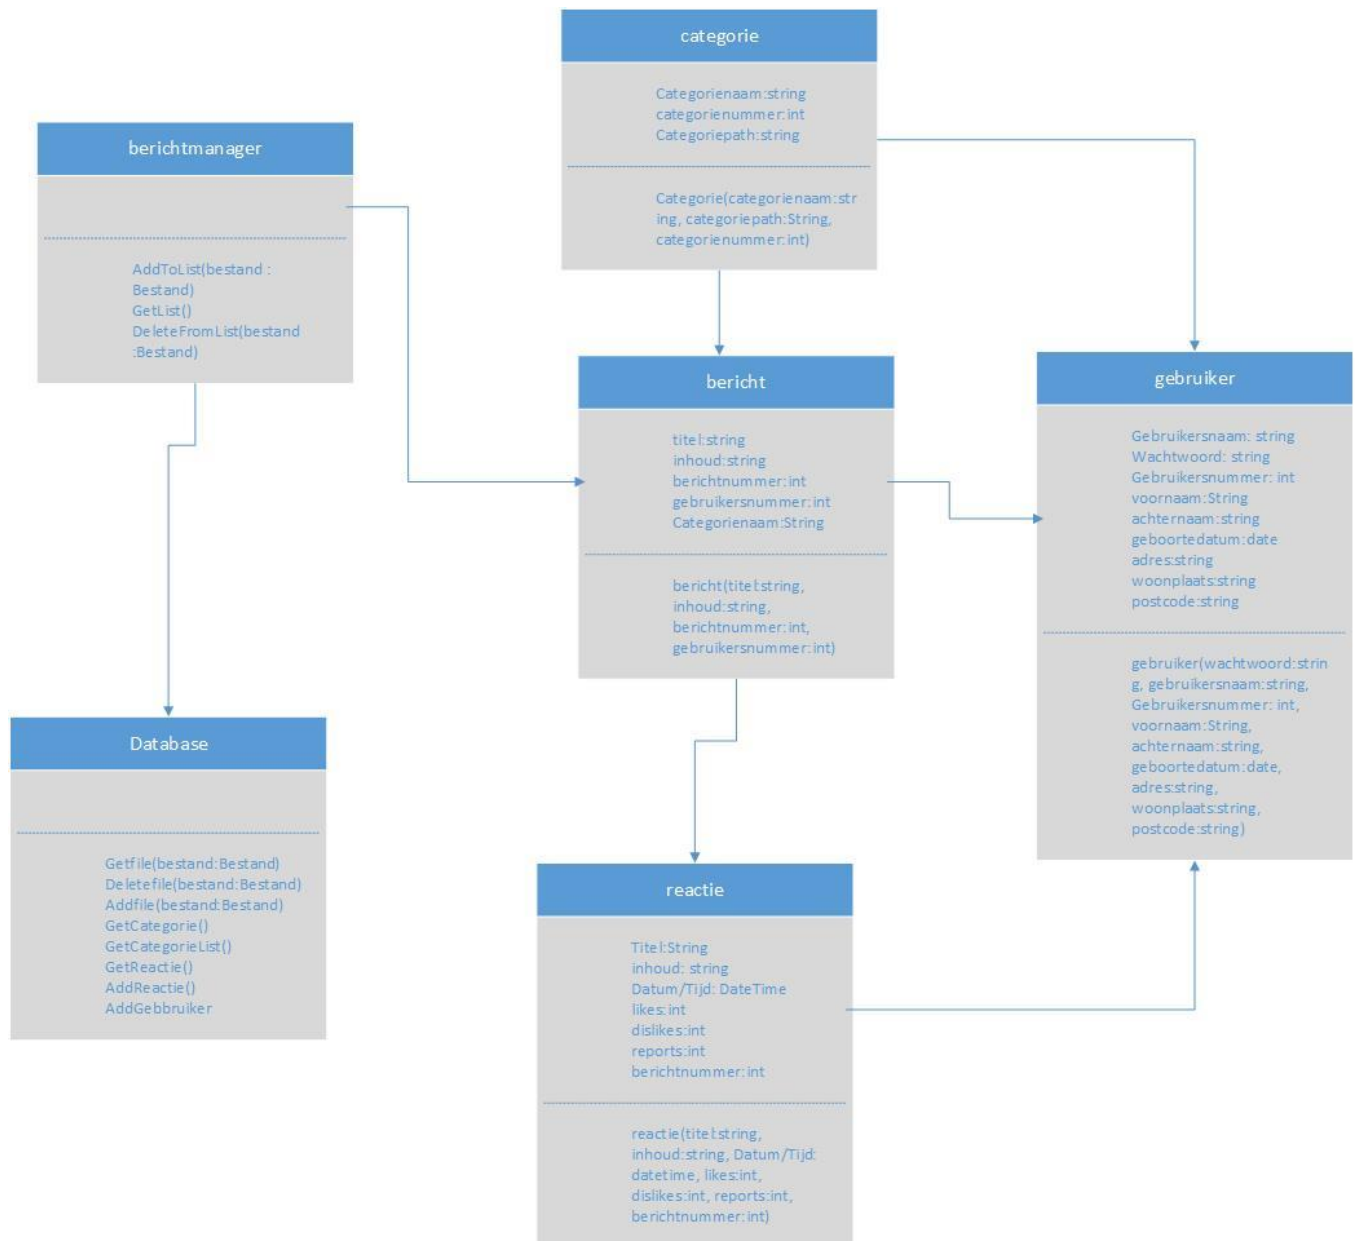 categorie
Categorienaam:string
categorienummer:int
Categoriepath:string
Categorie(categorienaam:str
ing, categoriepath:String,
categorienummer:int)
berichtmanager
AddToList(bestand :
Bestand)
GetList()
DeleteFromList(bestand
:Bestand)
bericht
titel:string
inhoud:string
berichtnummer:int
gebruikersnummer:int
Categorienaam:String
bericht(titel:string,
inhoud:string,
berichtnummer:int,
gebruikersnummer:int)
gebruiker
Gebruikersnaam: string
Wachtwoord: string
Gebruikersnummer: int
voornaam:String
achternaam:string
geboortedatum:date
adres:string
woonplaats:string
postcode:string
gebruiker(wachtwoord:strin
g, gebruikersnaam:string,
Gebruikersnummer: int,
voornaam:String,
achternaam:string,
geboortedatum:date,
adres:string,
woonplaats:string,
postcode:string)
Database
Getfile(bestand:Bestand)
Deletefile(bestand:Bestand)
Addfile(bestand:Bestand)
GetCategorie()
GetCategorieList()
GetReactie()
AddReactie()
AddGebbruiker
reactie
Titel:String
inhoud: string
Datum/Tijd: DateTime
likes:int
dislikes:int
reports:int
berichtnummer:int
reactie(titel:string,
inhoud:string, Datum/Tijd:
datetime, likes:int,
dislikes:int, reports:int,
berichtnummer:int)